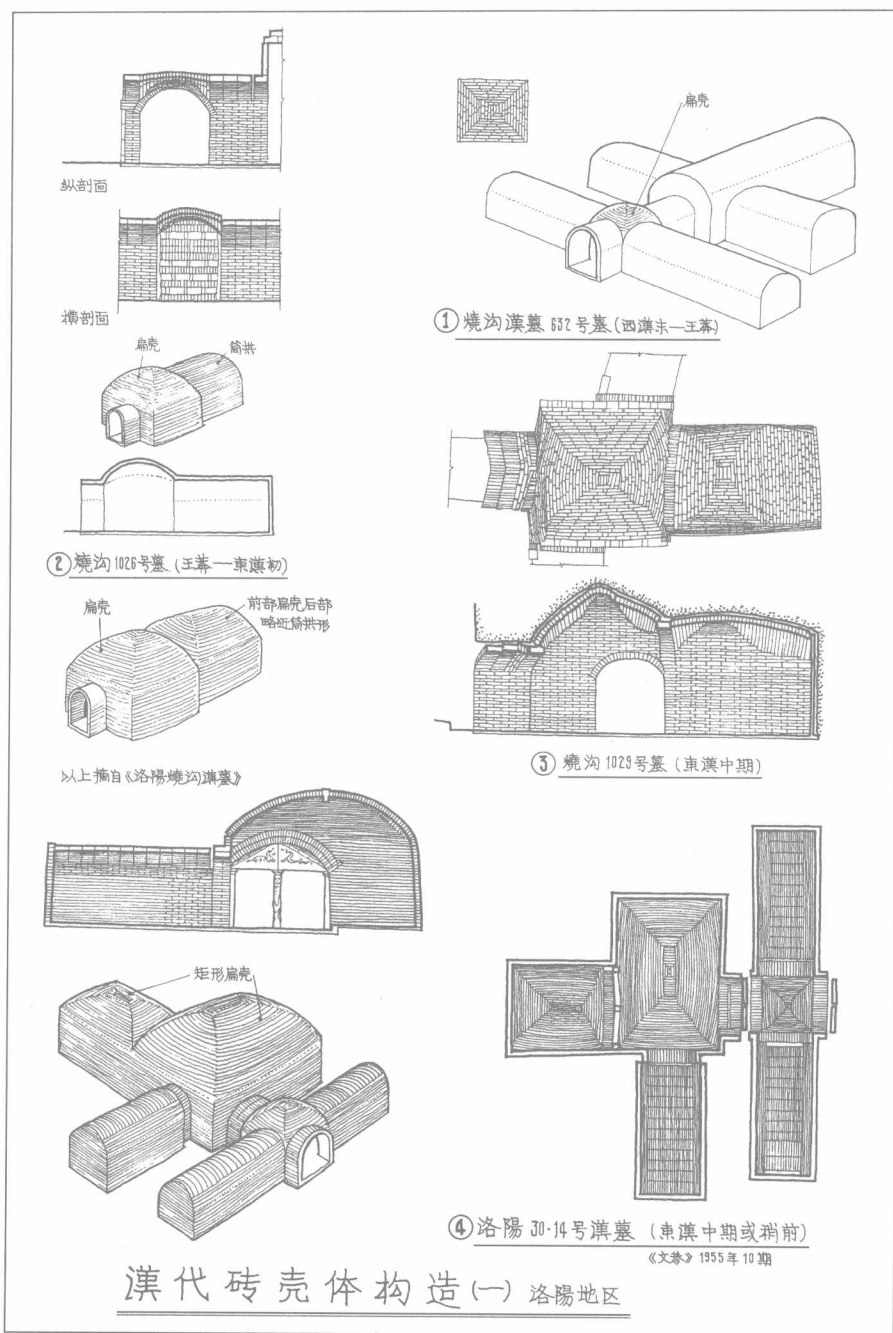 纵剖面
横剖面
扁壳
① 燒沟漢墓 632号墓 (西漢末—王莽)
扁壳
筒拱
② 燒沟 1026号墓 (王莽—東漢初)
扁壳
前部扁壳后部
略近筒拱形
以上摘自《洛陽燒沟漢墓》
③ 燒沟 1029号墓 (東漢中期)
矩形扁壳
④ 洛陽 30·14号漢墓 (東漢中期或稍前)
《文参》1955年10期
漢代砖壳体构造(一) 洛陽地区